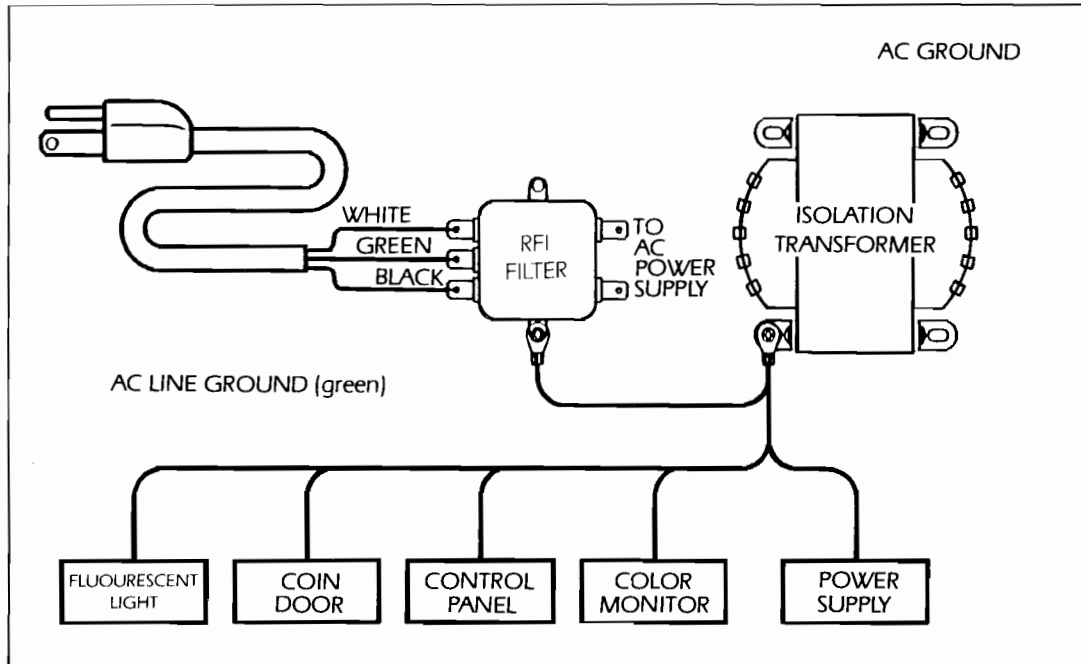 AC GROUND
WHITE
GREEN
BLACK
RFI
FILTER
TO
AC
POWER
SUPPLY
ISOLATION
TRANSFORMER
AC LINE GROUND (green)
FLUOURESCENT
LIGHT
COIN
DOOR
CONTROL
PANEL
COLOR
MONITOR
POWER
SUPPLY